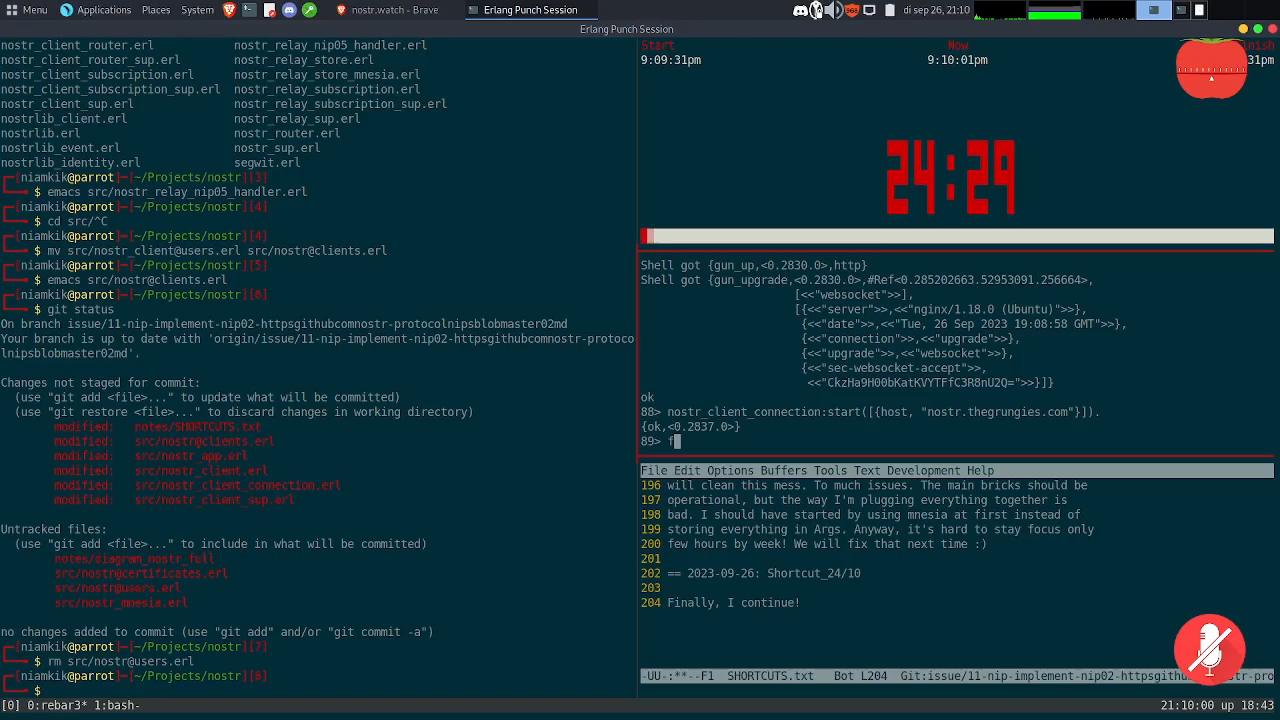 Menu Applications Places System nostr.watch - Brave Erlang Punch Session 968 di sep 26, 21:10
Erlang Punch Session
nostr_client_router.erl nostr_relay_nip05_handler.erl
nostr_client_router_sup.erl nostr_relay_store.erl
nostr_client_subscription.erl nostr_relay_store_mnesia.erl
nostr_client_subscription_sup.erl nostr_relay_subscription.erl
nostr_client_sup.erl nostr_relay_subscription_sup.erl
nostrlib_client.erl nostr_relay_sup.erl
nostrlib.erl nostr_router.erl
nostrlib_event.erl nostr_sup.erl
nostrlib_identity.erl segwit.erl
[niamkik@parrot]─[~/Projects/nostr][3]
$ emacs src/nostr_relay_nip05_handler.erl
[niamkik@parrot]─[~/Projects/nostr][4]
$ cd src/^C
[niamkik@parrot]─[~/Projects/nostr][4]
$ mv src/nostr_client@users.erl src/nostr@clients.erl
[niamkik@parrot]─[~/Projects/nostr][5]
$ emacs src/nostr@clients.erl
[niamkik@parrot]─[~/Projects/nostr][6]
$ git status
On branch issue/11-nip-implement-nip02-httpsgithubcomnostr-protocolnipsblobmaster02md
Your branch is up to date with 'origin/issue/11-nip-implement-nip02-httpsgithubcomnostr-protoco
lnipsblobmaster02md'.
Changes not staged for commit:
(use "git add <file>..." to update what will be committed)
(use "git restore <file>..." to discard changes in working directory)
modified: notes/SHORTCUTS.txt
modified: src/nostr@clients.erl
modified: src/nostr_app.erl
modified: src/nostr_client.erl
modified: src/nostr_client_connection.erl
modified: src/nostr_client_sup.erl
Untracked files:
(use "git add <file>..." to include in what will be committed)
notes/diagram_nostr_full
src/nostr@certificates.erl
src/nostr@users.erl
src/nostr_mnesia.erl
no changes added to commit (use "git add" and/or "git commit -a")
[niamkik@parrot]─[~/Projects/nostr][7]
$ rm src/nostr@users.erl
[niamkik@parrot]─[~/Projects/nostr][8]
$
Start Now inish
9:09:31pm 9:10:01pm 31pm
24:29
Shell got {gun_up,<0.2830.0>,http}
Shell got {gun_upgrade,<0.2830.0>,#Ref<0.285202663.52953091.256664>,
[<<"websocket">>],
[{<<"server">>,<<"nginx/1.18.0 (Ubuntu)">>},
{<<"date">>,<<"Tue, 26 Sep 2023 19:08:58 GMT">>},
{<<"connection">>,<<"upgrade">>},
{<<"upgrade">>,<<"websocket">>},
{<<"sec-websocket-accept">>,
<<"CkzHa9H00bKatKVYTFfC3R8nU2Q=">>}]}
ok
88> nostr_client_connection:start([{host, "nostr.thegrungies.com"}]).
{ok,<0.2837.0>}
89> f
File Edit Options Buffers Tools Text Development Help
196 will clean this mess. To much issues. The main bricks should be
197 operational, but the way I'm plugging everything together is
198 bad. I should have started by using mnesia at first instead of
199 storing everything in Args. Anyway, it's hard to stay focus only
200 few hours by week! We will fix that next time :)
201
202 == 2023-09-26: Shortcut_24/10
203
204 Finally, I continue!
-UU-:**--F1 SHORTCUTS.txt Bot L204 Git:issue/11-nip-implement-nip02-httpsgithub tr-pro
[0] 0:rebar3* 1:bash- 21:10:00 up 18:43